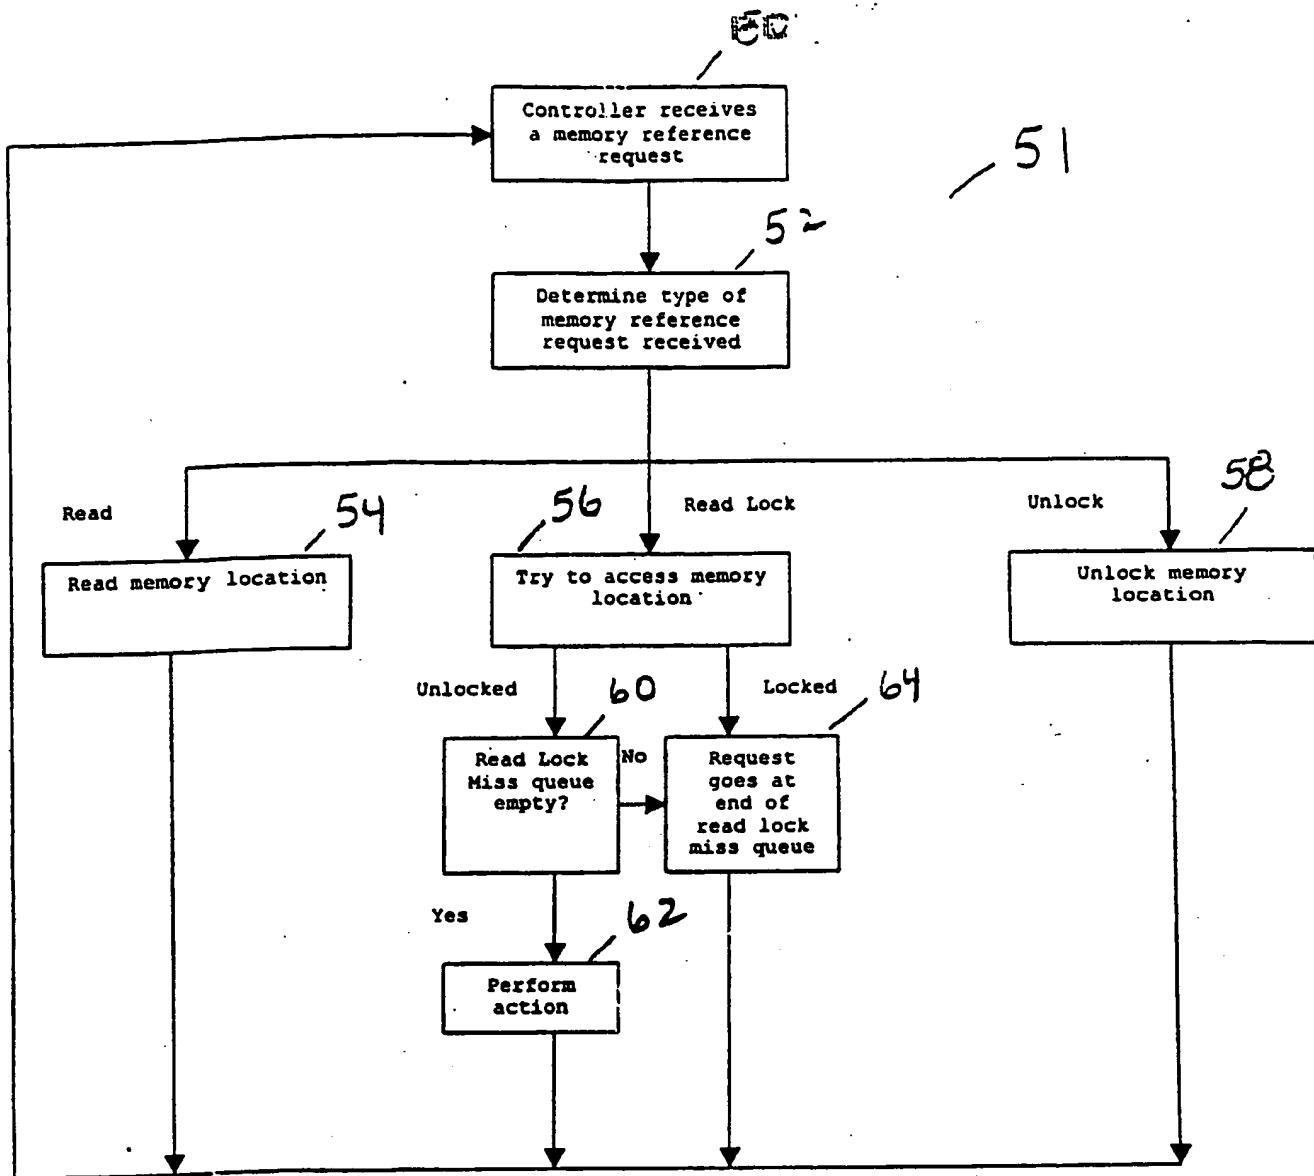 Controller receives
a memory reference
request
51
52
Determine type of
memory reference
request received
Read
54
56
Read Lock
Unlock
58
Read memory location
Try to access memory
location
Unlock memory
location
Unlocked
60
Locked
64
Read Lock
Miss queue
empty?
No
Request
goes at
end of
read lock
miss queue
Yes
62
Perform
action